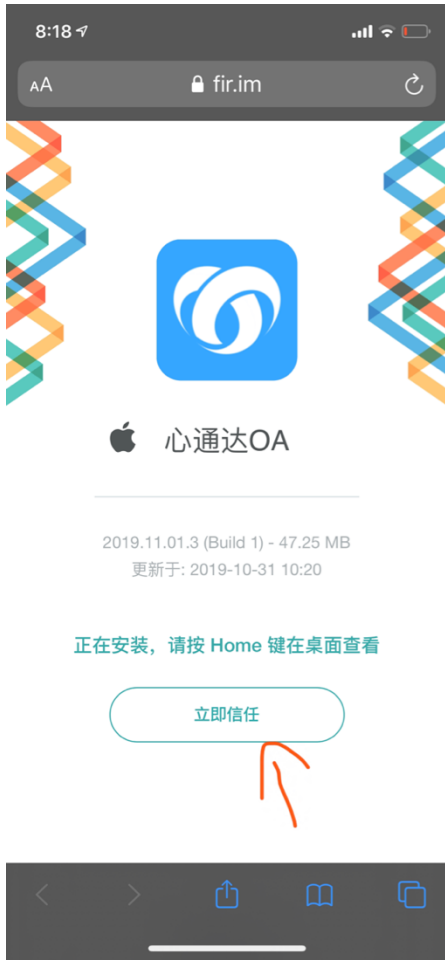 8:18
AA
fir.im
心通达OA
2019.11.01.3 (Build 1) - 47.25 MB
更新于: 2019-10-31 10:20
正在安装，请按 Home 键在桌面查看
立即信任